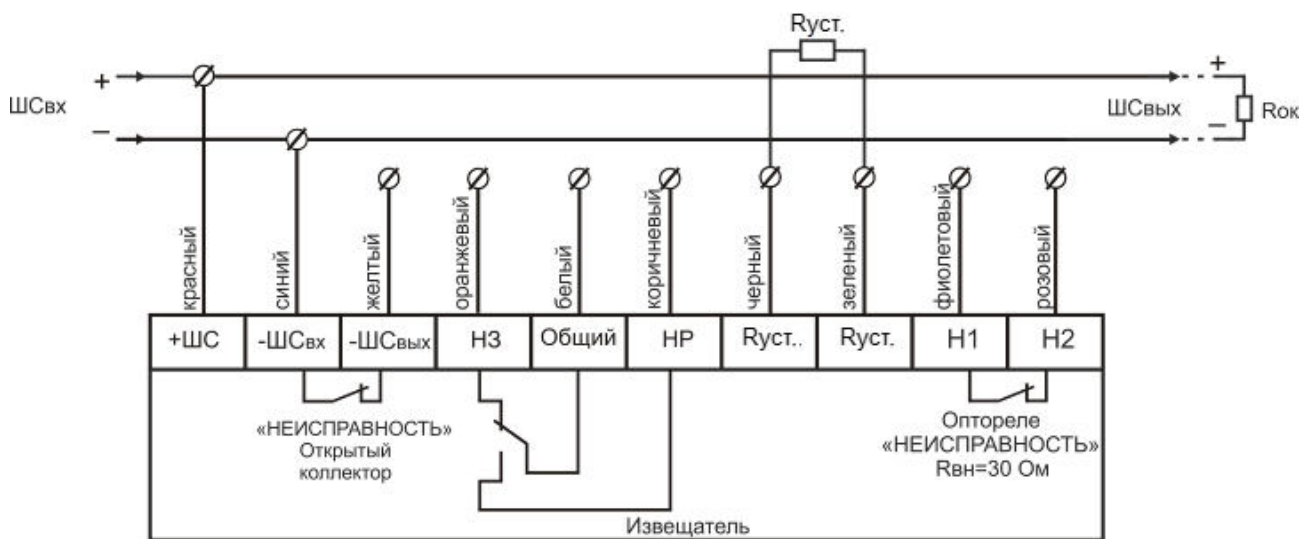 Rуст.
+
+
ШСвх
ШСвых
Rок
–
–
красный
синий
желтый
оранжевый
белый
коричневый
черный
зеленый
фиолетовый
розовый
+ШС
-ШСвх
-ШСвых
НЗ
Общий
НР
Rуст..
Rуст.
Н1
Н2
«НЕИСПРАВНОСТЬ»
Открытый
коллектор
Оптореле
«НЕИСПРАВНОСТЬ»
Rвн=30 Ом
Извещатель